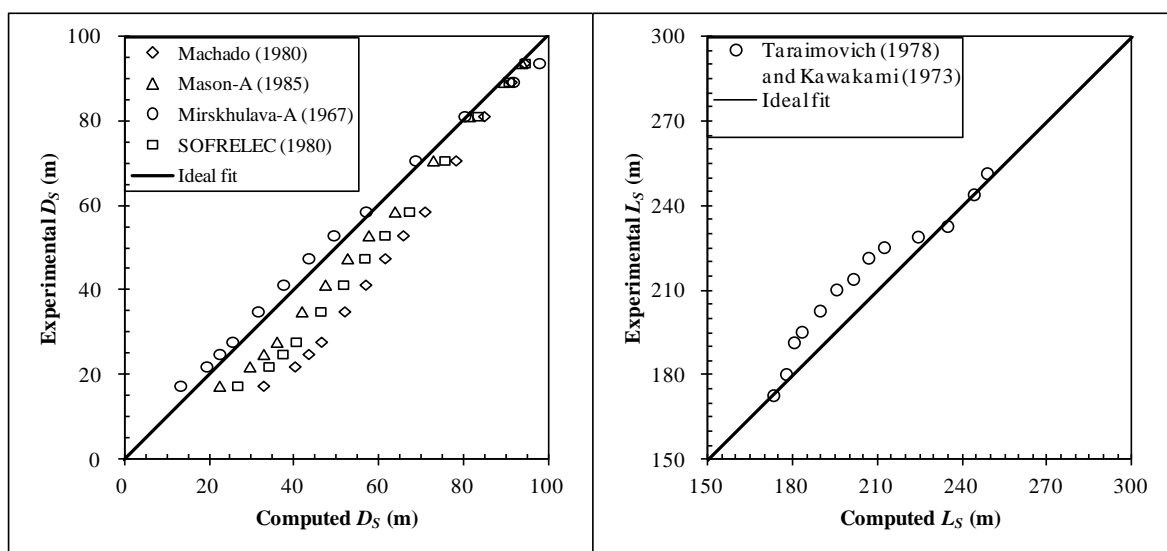 100
80
60
40
20
0
Experimental D_S (m)
Machado (1980)
Mason-A (1985)
Mirskhulava-A (1967)
SOFRELEC (1980)
Ideal fit
0 20 40 60 80 100
Computed D_S (m)
300
270
240
210
180
150
Experimental L_S (m)
Taraimovich (1978)
and Kawakami (1973)
Ideal fit
150 180 210 240 270 300
Computed L_S (m)